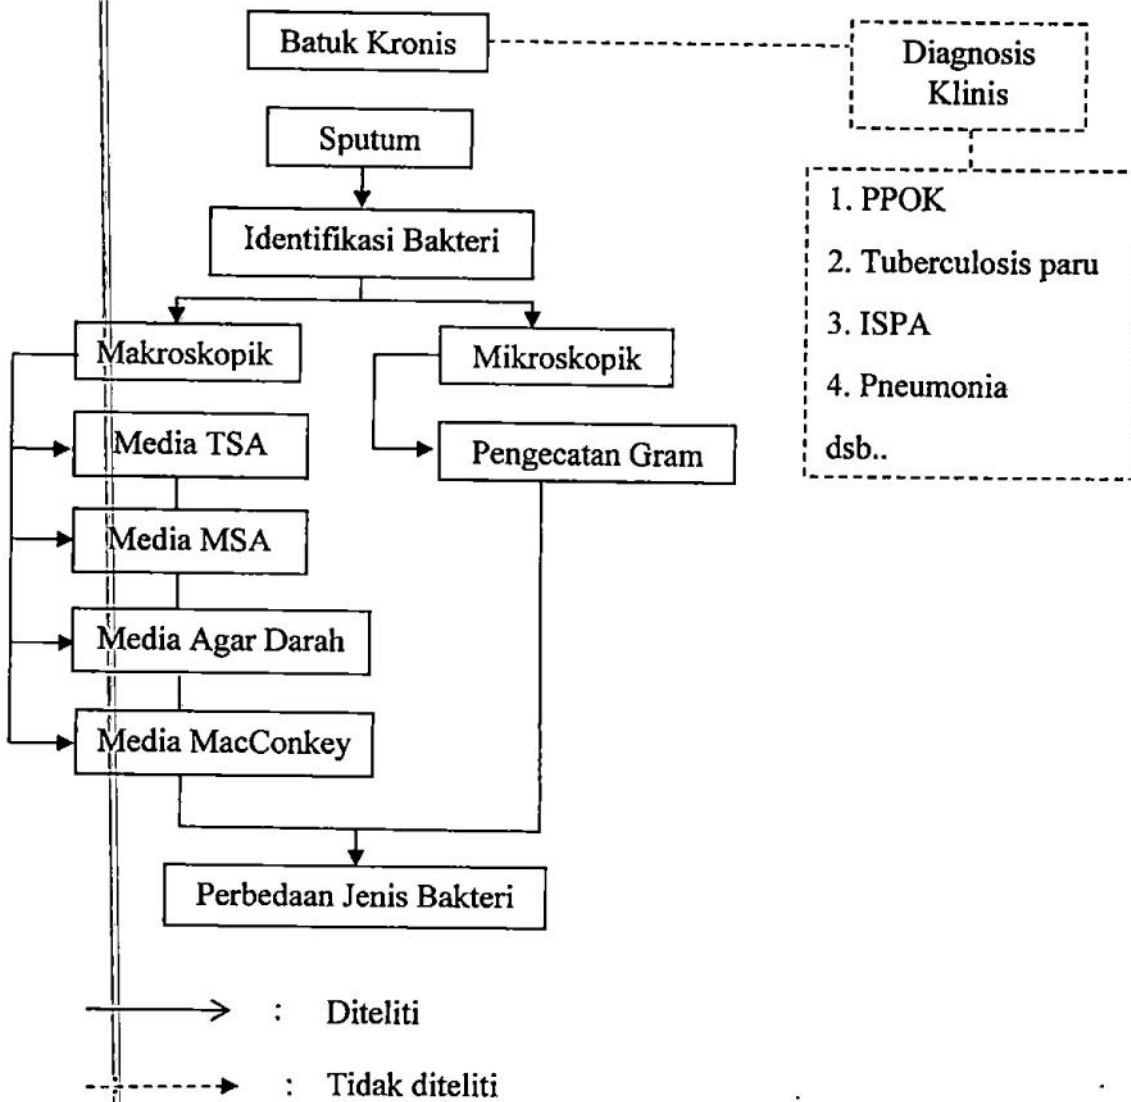 Batuk Kronis
Diagnosis
Klinis
Sputum
Identifikasi Bakteri
1. PPOK
2. Tuberculosis paru
3. ISPA
4. Pneumonia
dsb..
Makroskopik
Mikroskopik
Media TSA
Pengecatan Gram
Media MSA
Media Agar Darah
Media MacConkey
Perbedaan Jenis Bakteri
: Diteliti
: Tidak diteliti